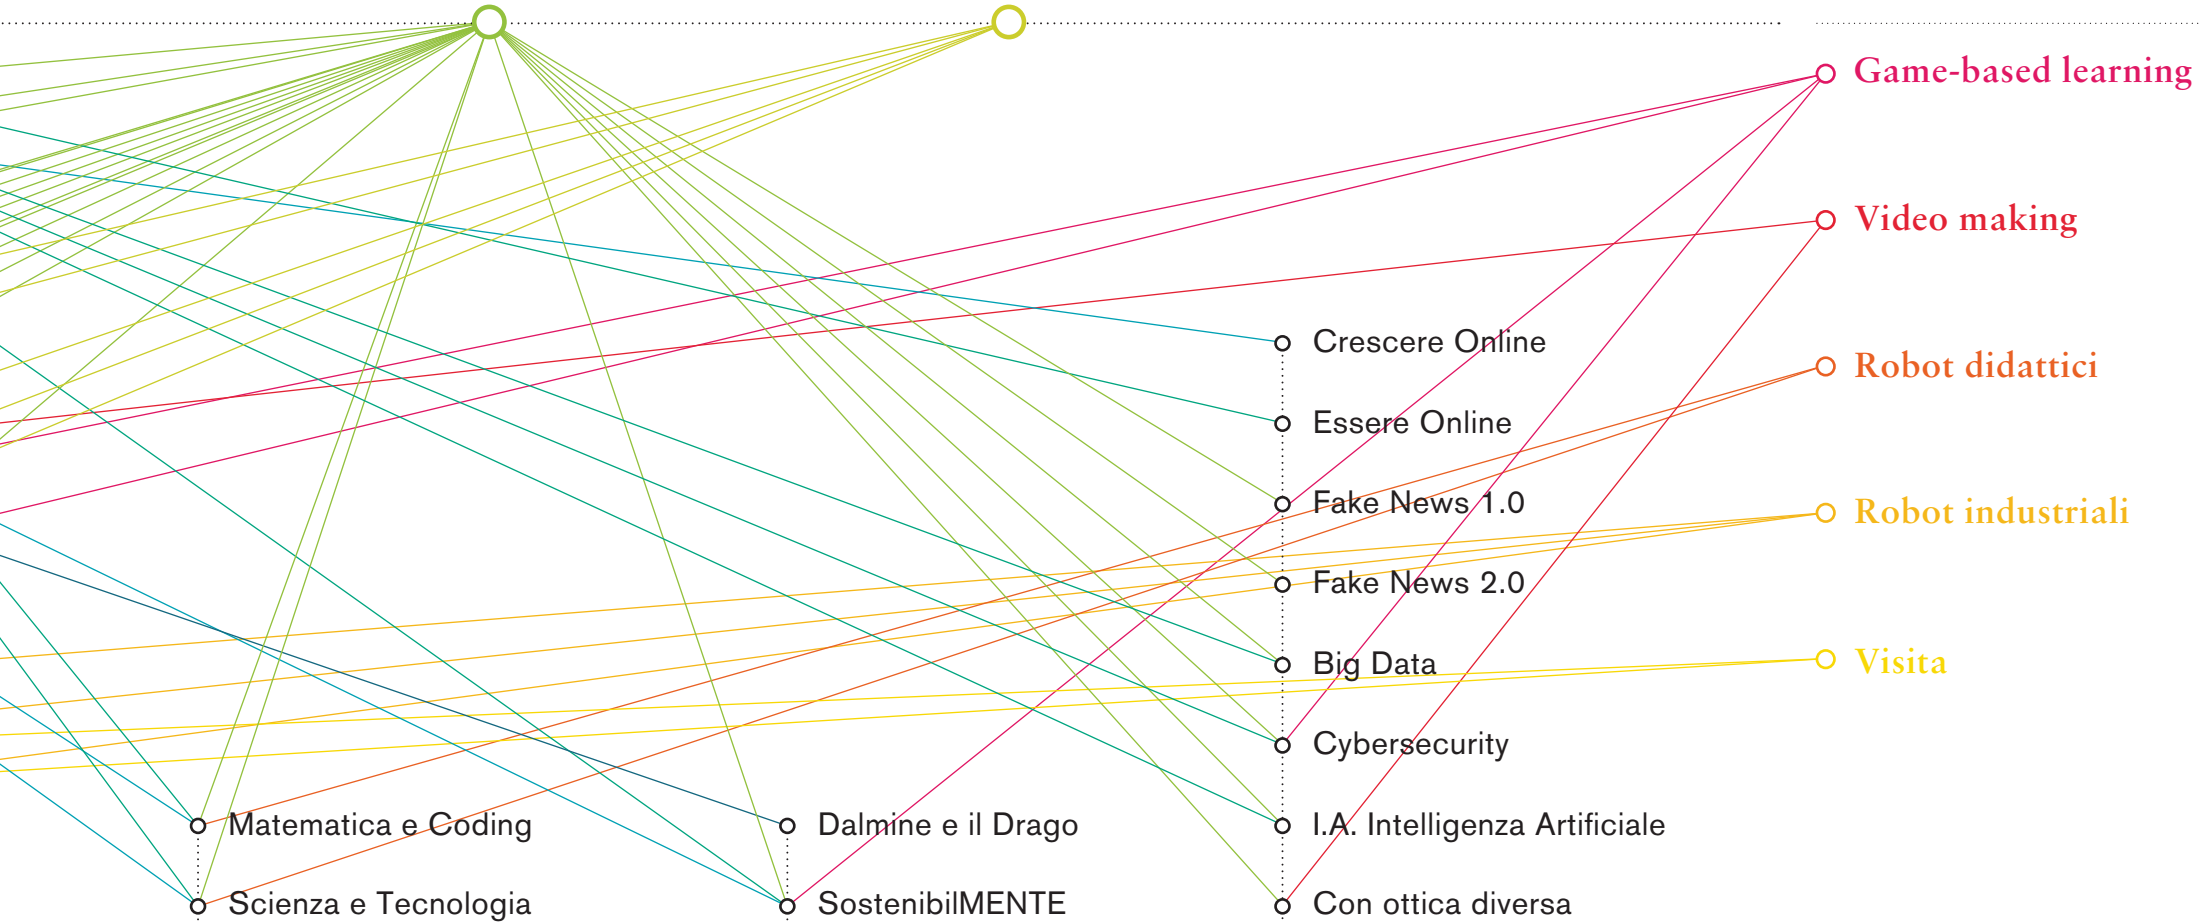 Game-based learning
Video making
Robot didattici
Robot industriali
Visita
Crescere Online
Essere Online
Fake News 1.0
Fake News 2.0
Big Data
Cybersecurity
I.A. Intelligenza Artificiale
Con ottica diversa
Dalmine e il Drago
SostenibilMENTE
Matematica e Coding
Scienza e Tecnologia